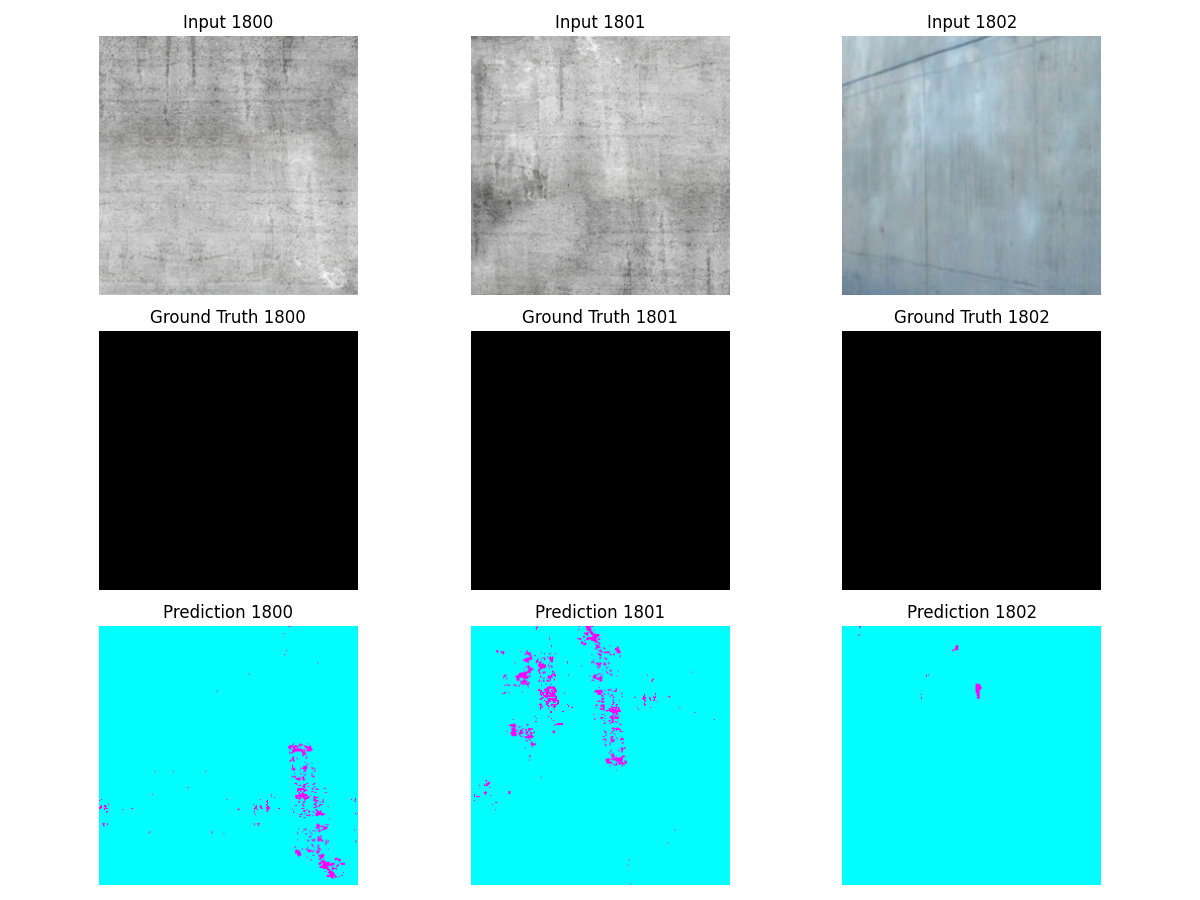 Input 1800
Input 1801
Input 1802
Ground Truth 1800
Ground Truth 1801
Ground Truth 1802
Prediction 1800
Prediction 1801
Prediction 1802